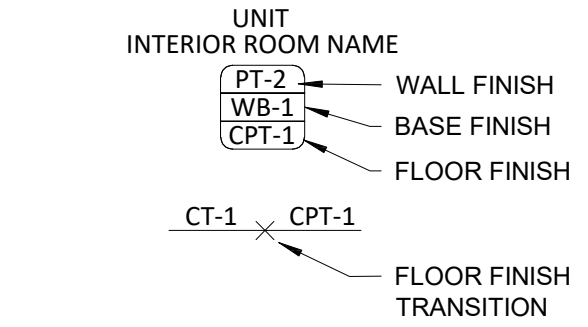 UNIT
INTERIOR ROOM NAME
PT-2
WALL FINISH
WB-1
BASE FINISH
CPT-1
FLOOR FINISH
CT-1 CPT-1
FLOOR FINISH
TRANSITION